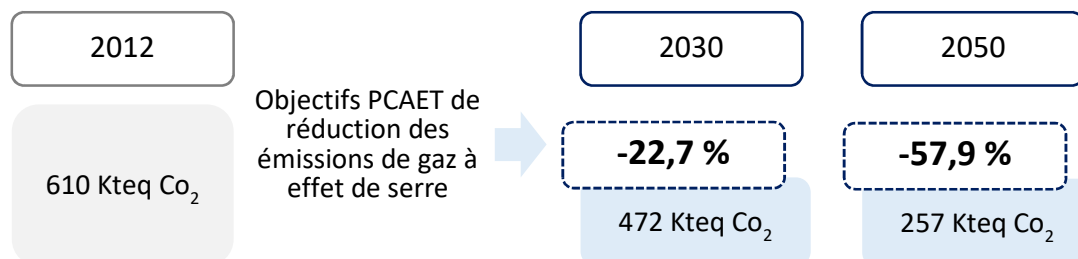 2012
610 Kteq Co₂
Objectifs PCAET de
réduction des
émissions de gaz à
effet de serre
2030
-22,7 %
472 Kteq Co₂
2050
-57,9 %
257 Kteq Co₂